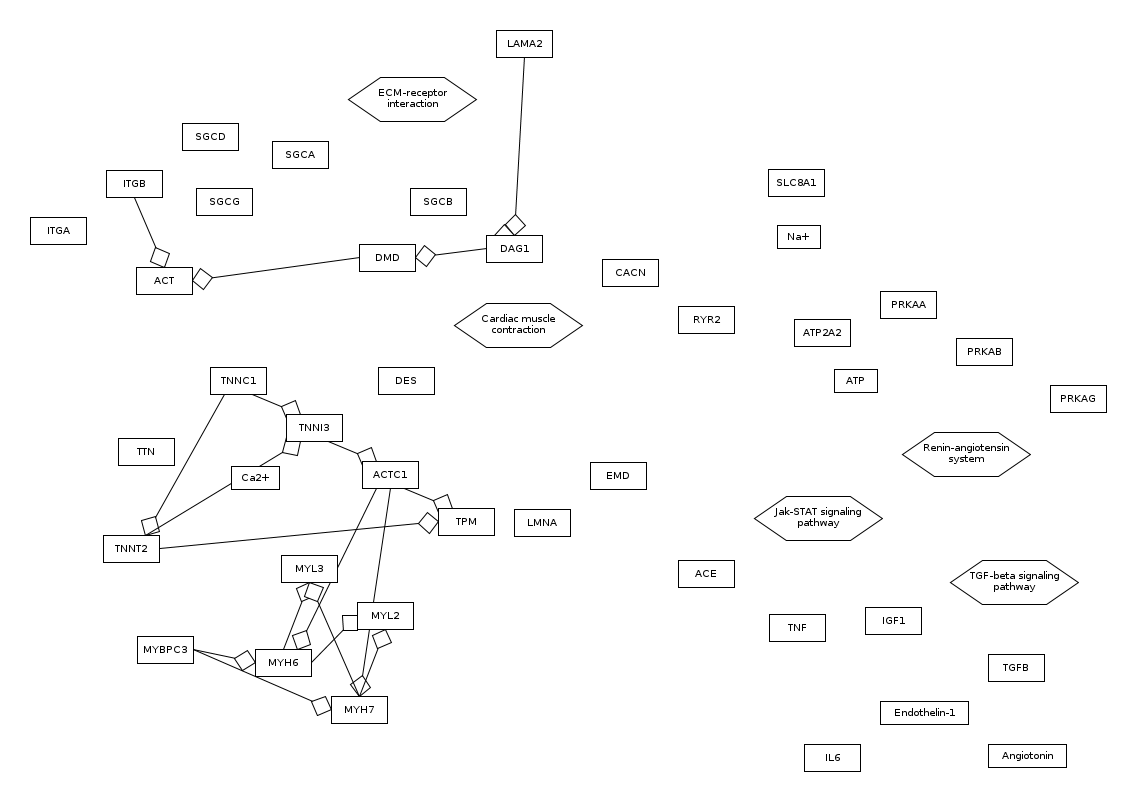 LAMA2
ECM-receptor
interaction
SGCD
SGCA
ITGB
SLC8A1
SGCG
SGCB
ITGA
Na+
DAG1
DMD
CACN
ACT
PRKAA
RYR2
Cardiac muscle
contraction
ATP2A2
PRKAB
TNNC1
DES
ATP
PRKAG
TNNI3
TTN
Renin-angiotensin
system
Ca2+
ACTC1
EMD
Jak-STAT signaling
pathway
TPM
LMNA
TNNT2
MYL3
ACE
TGF-beta signaling
pathway
MYL2
TNF
IGF1
MYBPC3
MYH6
TGFB
MYH7
Endothelin-1
IL6
Angiotonin